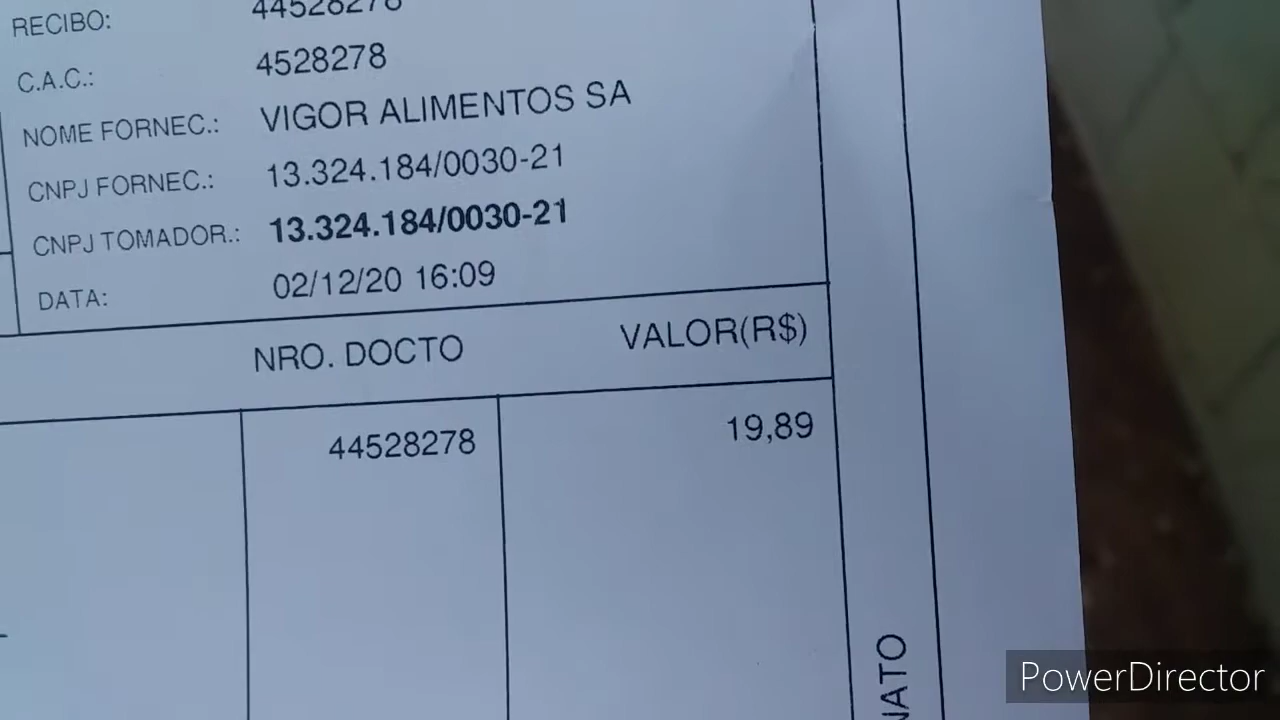 RECIBO: 44528278
C.A.C.: 4528278
NOME FORNEC.: VIGOR ALIMENTOS SA
CNPJ FORNEC.: 13.324.184/0030-21
CNPJ TOMADOR.: 13.324.184/0030-21
DATA: 02/12/20 16:09
NRO. DOCTO VALOR(R$)
44528278 19,89
PowerDirector